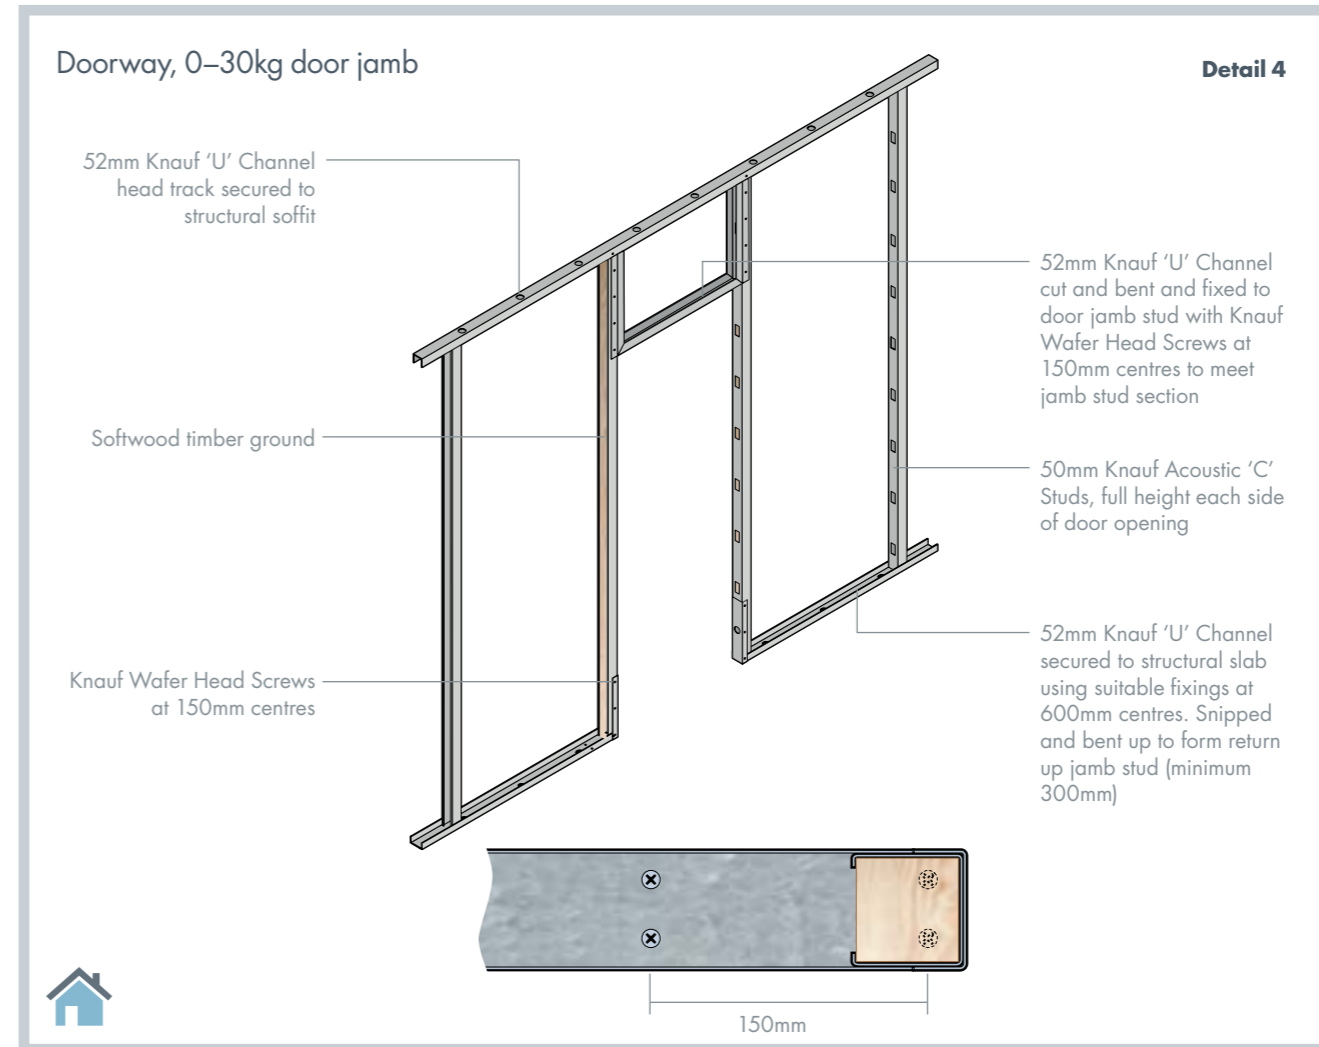 Doorway, 0–30kg door jamb
Detail 4
52mm Knauf ‘U’ Channel
head track secured to
structural soffit
Softwood timber ground
Knauf Wafer Head Screws
at 150mm centres
52mm Knauf ‘U’ Channel
cut and bent and fixed to
door jamb stud with Knauf
Wafer Head Screws at
150mm centres to meet
jamb stud section
50mm Knauf Acoustic ‘C’
Studs, full height each side
of door opening
52mm Knauf ‘U’ Channel
secured to structural slab
using suitable fixings at
600mm centres. Snipped
and bent up to form return
up jamb stud (minimum
300mm)
150mm